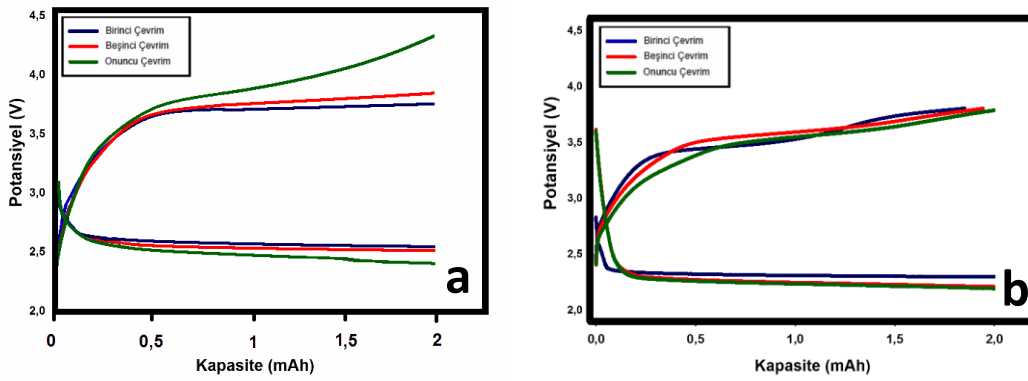 4,5
4,0
3,5
3,0
2,5
2,0
Potansiyel (V)
Birinci Çevrim
Beşinci Çevrim
Onuncu Çevrim
a
0 0,5 1 1,5 2
Kapasite (mAh)
4,5
4,0
3,5
3,0
2,5
2,0
Potansiyel (V)
Birinci Çevrim
Beşinci Çevrim
Onuncu Çevrim
b
0,0 0,5 1,0 1,5 2,0
Kapasite (mAh)